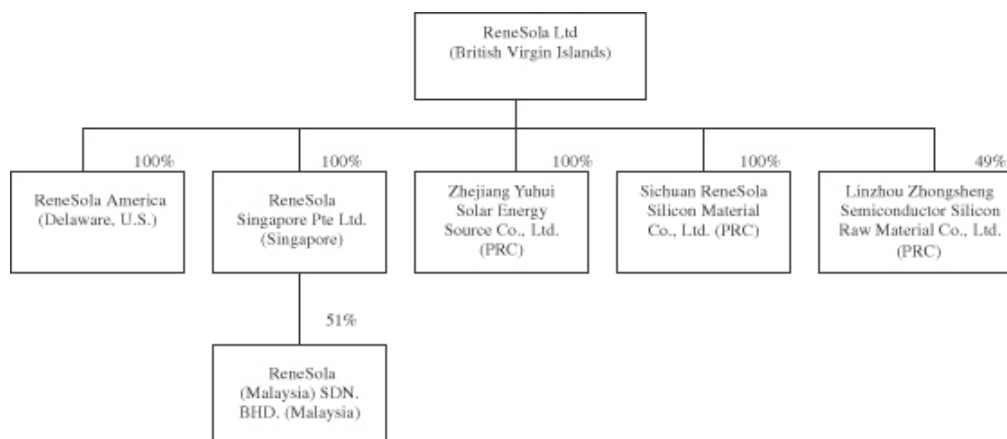 ReneSola Ltd
(British Virgin Islands)
100%
100%
100%
100%
49%
ReneSola America
(Delaware, U.S.)
ReneSola
Singapore Pte Ltd.
(Singapore)
Zhejiang Yuhui
Solar Energy
Source Co., Ltd.
(PRC)
Sichuan ReneSola
Silicon Material
Co., Ltd. (PRC)
Linzhou Zhongsheng
Semiconductor Silicon
Raw Material Co., Ltd.
(PRC)
51%
ReneSola
(Malaysia) SDN.
BHD. (Malaysia)